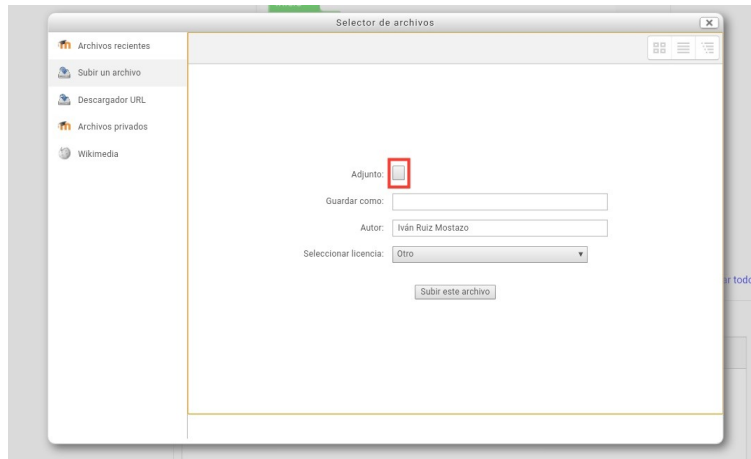 Selector de archivos
Archivos recientes
Subir un archivo
Descargador URL
Archivos privados
Wikimedia
Adjunto:
Guardar como:
Autor: Iván Ruiz Mostazo
Seleccionar licencia: Otro
Subir este archivo